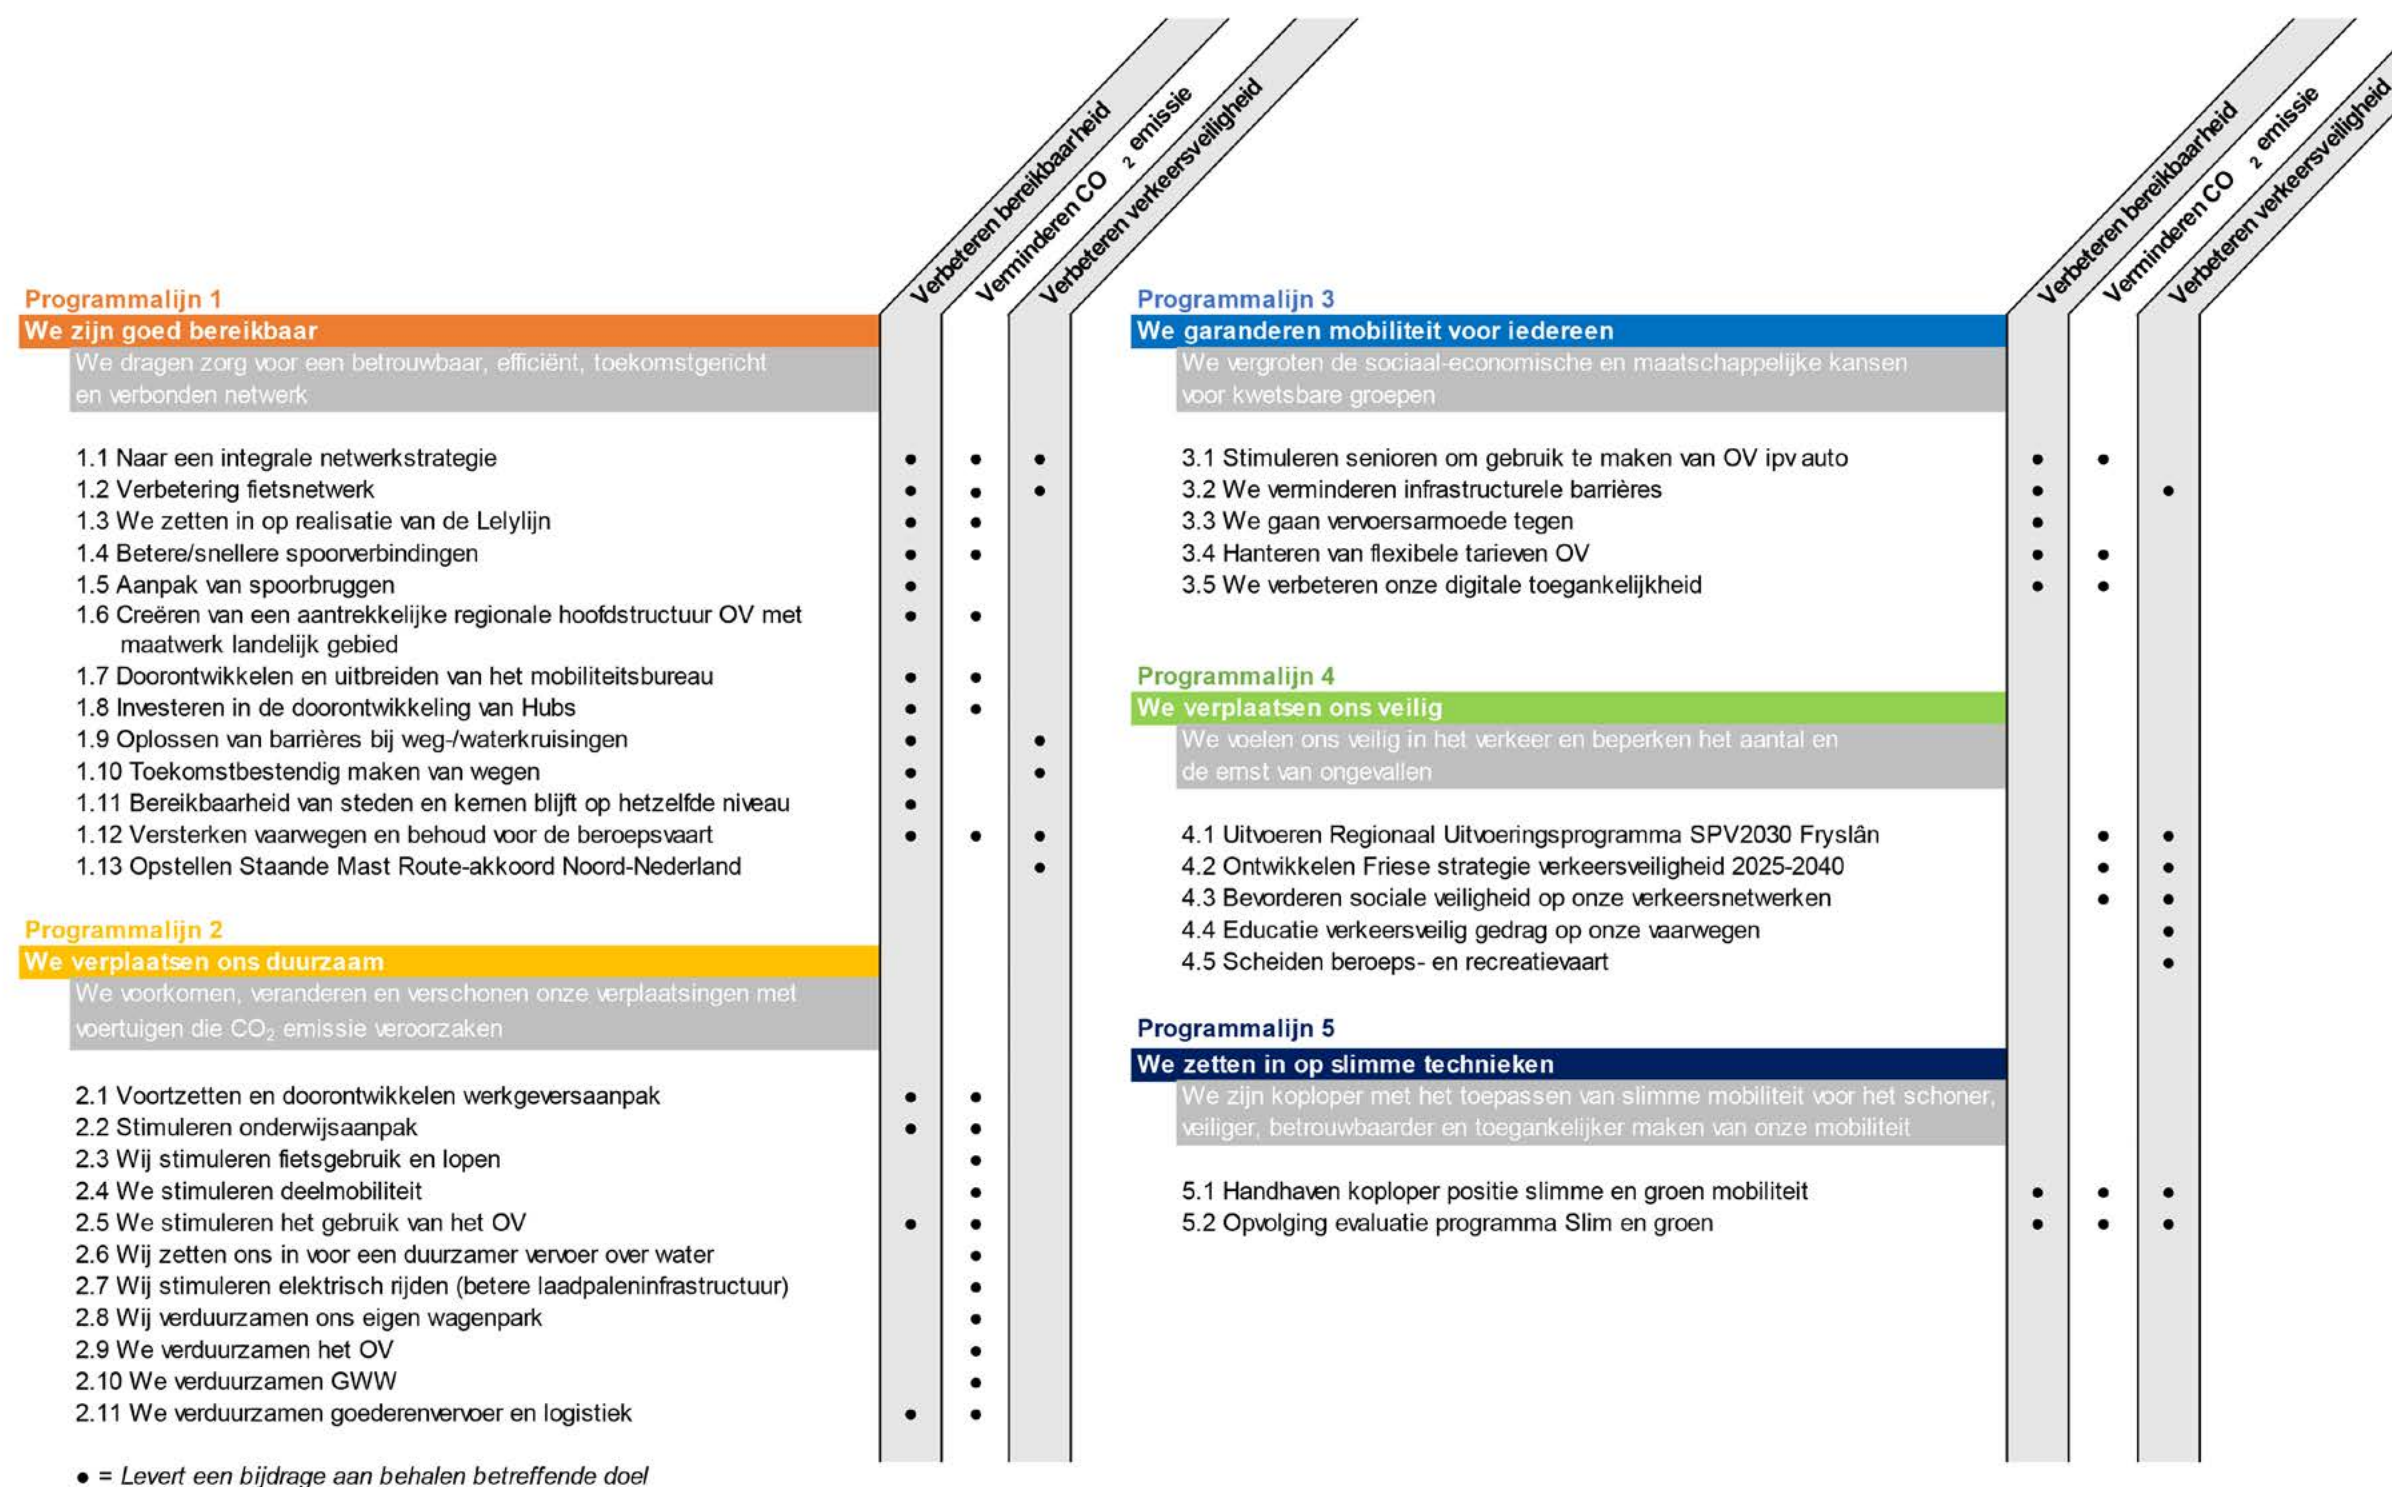 Verbeteren bereikbaarheid
Verminderen CO2 emissie
Verbeteren verkeersveiligheid
Programmalijn 1
We zijn goed bereikbaar
We dragen zorg voor een betrouwbaar, efficiënt, toekomstgericht
en verbonden netwerk
1.1 Naar een integrale netwerkstrategie •••
1.2 Verbetering fietsnetwerk •••
1.3 We zetten in op realisatie van de Lelylijn ••
1.4 Betere/snellere spoorverbindingen ••
1.5 Aanpak van spoorbruggen •
1.6 Creëren van een aantrekkelijke regionale hoofdstructuur OV met ••
maatwerk landelijk gebied
1.7 Doorontwikkelen en uitbreiden van het mobiliteitsbureau ••
1.8 Investeren in de doorontwikkeling van Hubs ••
1.9 Oplossen van barrières bij weg-/waterkruisingen ••
1.10 Toekomstbestendig maken van wegen ••
1.11 Bereikbaarheid van steden en kernen blijft op hetzelfde niveau •
1.12 Versterken vaarwegen en behoud voor de beroepsvaart •••
1.13 Opstellen Staande Mast Route-akkoord Noord-Nederland •
Programmalijn 2
We verplaatsen ons duurzaam
We voorkomen, veranderen en verschonen onze verplaatsingen met
voertuigen die CO2 emissie veroorzaken
2.1 Voortzetten en doorontwikkelen werkgeversaanpak ••
2.2 Stimuleren onderwijsaanpak ••
2.3 Wij stimuleren fietsgebruik en lopen •
2.4 We stimuleren deelmobiliteit •
2.5 We stimuleren het gebruik van het OV ••
2.6 Wij zetten ons in voor een duurzamer vervoer over water •
2.7 Wij stimuleren elektrisch rijden (betere laadpaleninfrastructuur) •
2.8 Wij verduurzamen ons eigen wagenpark •
2.9 We verduurzamen het OV •
2.10 We verduurzamen GWW •
2.11 We verduurzamen goederenvervoer en logistiek ••
• = Levert een bijdrage aan behalen betreffende doel
Verbeteren bereikbaarheid
Verminderen CO2 emissie
Verbeteren verkeersveiligheid
Programmalijn 3
We garanderen mobiliteit voor iedereen
We vergroten de sociaal-economische en maatschappelijke kansen
voor kwetsbare groepen
3.1 Stimuleren senioren om gebruik te maken van OV ipv auto ••
3.2 We verminderen infrastructurele barrières ••
3.3 We gaan vervoersarmoede tegen •
3.4 Hanteren van flexibele tarieven OV ••
3.5 We verbeteren onze digitale toegankelijkheid ••
Programmalijn 4
We verplaatsen ons veilig
We voelen ons veilig in het verkeer en beperken het aantal en
de ernst van ongevallen
4.1 Uitvoeren Regionaal Uitvoeringsprogramma SPV2030 Fryslân ••
4.2 Ontwikkelen Friese strategie verkeersveiligheid 2025-2040 ••
4.3 Bevorderen sociale veiligheid op onze verkeersnetwerken ••
4.4 Educatie verkeersveilig gedrag op onze vaarwegen •
4.5 Scheiden beroeps- en recreatievaart •
Programmalijn 5
We zetten in op slimme technieken
We zijn koploper met het toepassen van slimme mobiliteit voor het schoner,
veiliger, betrouwbaarder en toegankelijker maken van onze mobiliteit
5.1 Handhaven koploper positie slimme en groen mobiliteit •••
5.2 Opvolging evaluatie programma Slim en groen •••